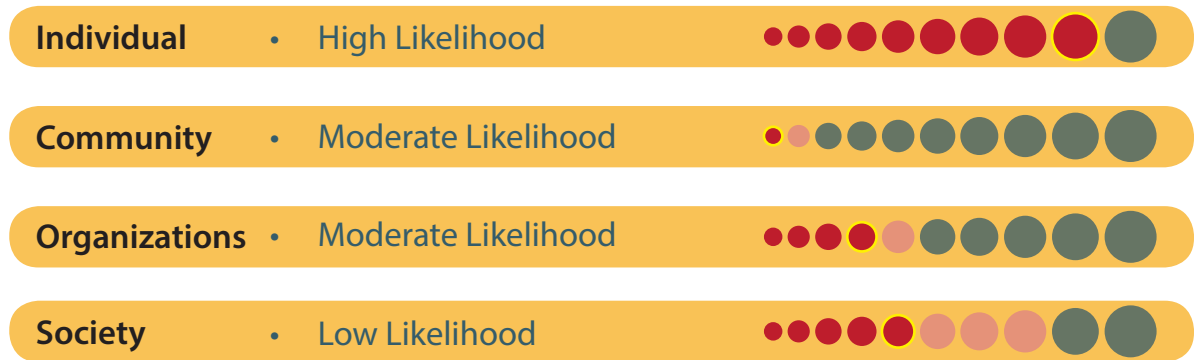 Individual • High Likelihood
Community • Moderate Likelihood
Organizations • Moderate Likelihood
Society • Low Likelihood